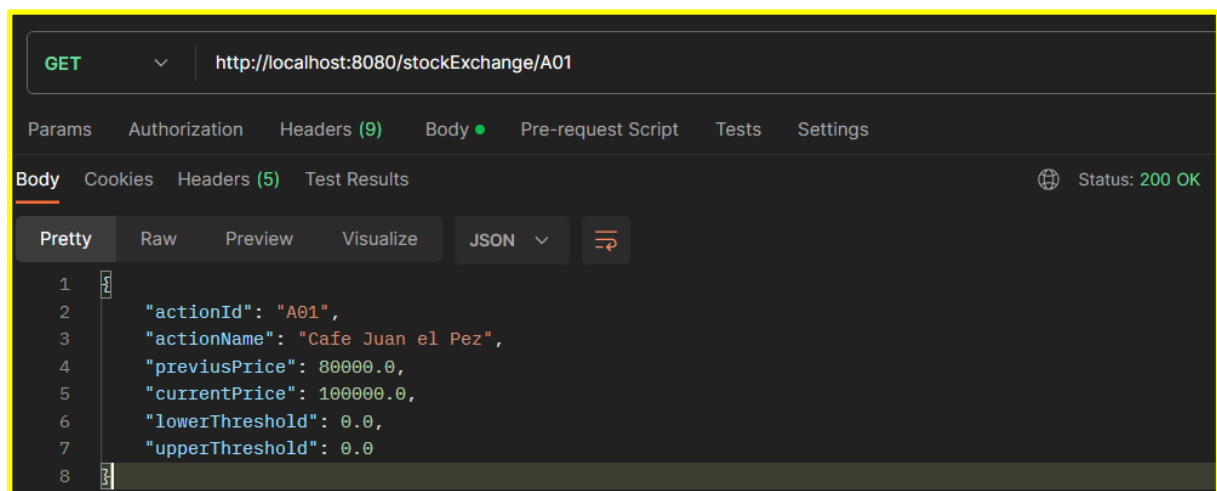 GET http://localhost:8080/stockExchange/A01
Params Authorization Headers (9) Body Pre-request Script Tests Settings
Body Cookies Headers (5) Test Results Status: 200 OK
Pretty Raw Preview Visualize JSON
1 {
2 "actionId": "A01",
3 "actionName": "Cafe Juan el Pez",
4 "previusPrice": 80000.0,
5 "currentPrice": 100000.0,
6 "lowerThreshold": 0.0,
7 "upperThreshold": 0.0
8 }